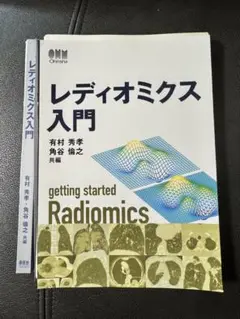 レディオミクス入門
有村 秀孝・角谷 倫之 共編
Ohmsha
レディオミクス
入門
有村 秀孝
角谷 倫之
共編
getting started
Radiomics